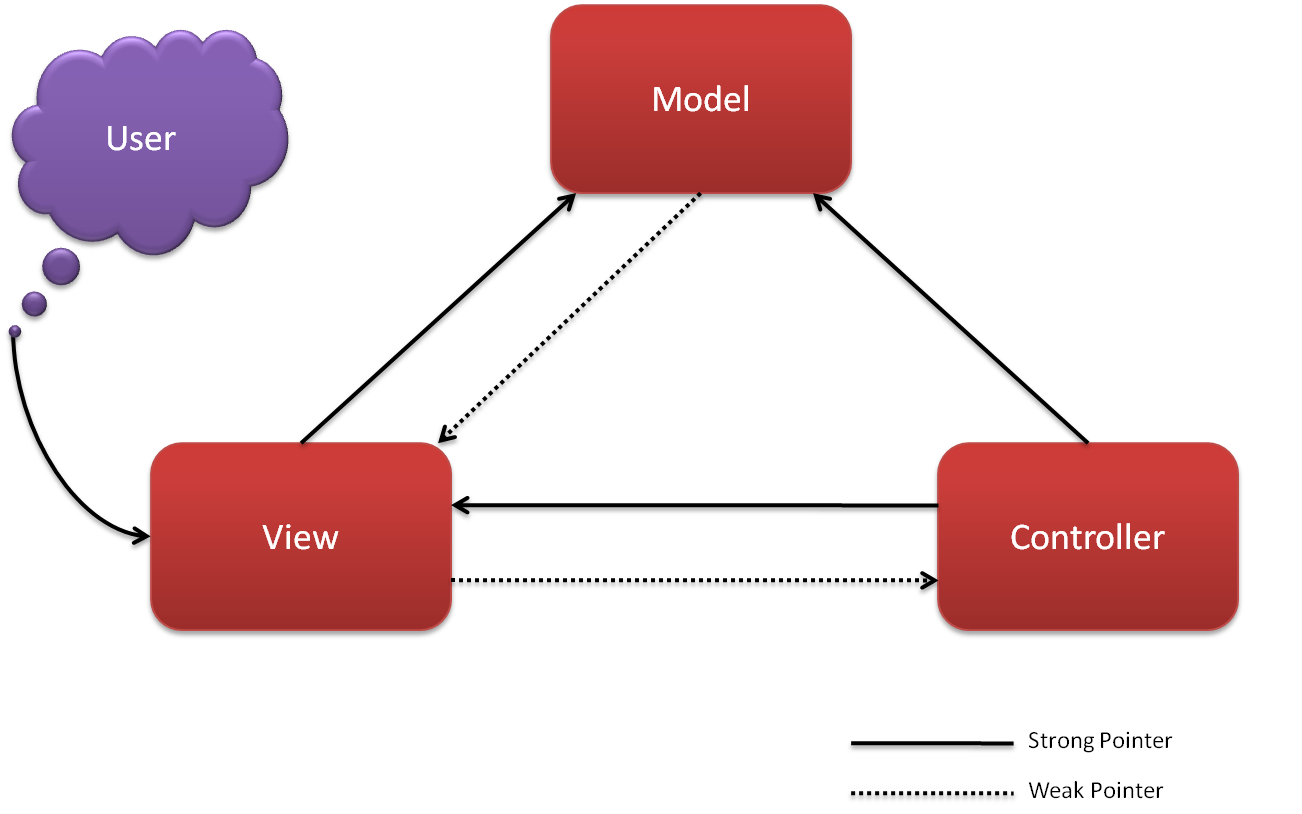 Model
User
View
Controller
Strong Pointer
Weak Pointer